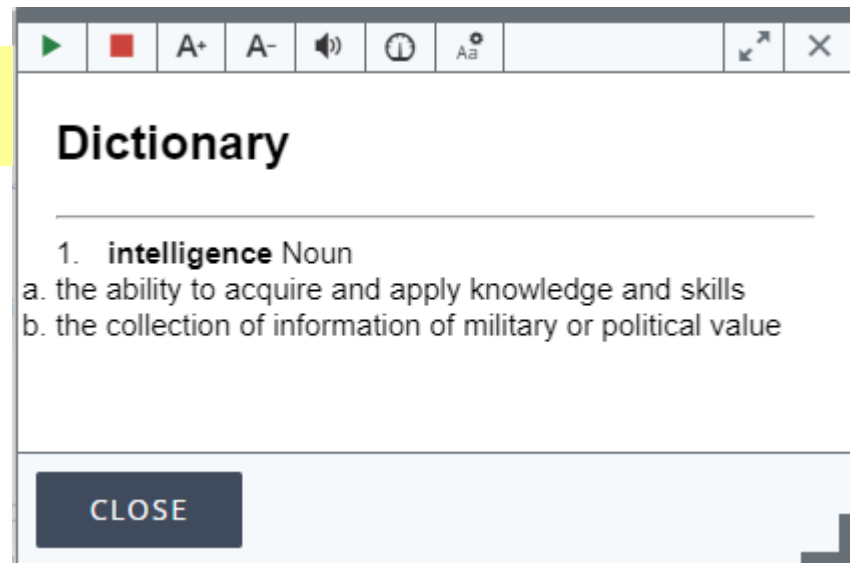 A+ A- Aa
Dictionary
1. intelligence Noun
a. the ability to acquire and apply knowledge and skills
b. the collection of information of military or political value
CLOSE